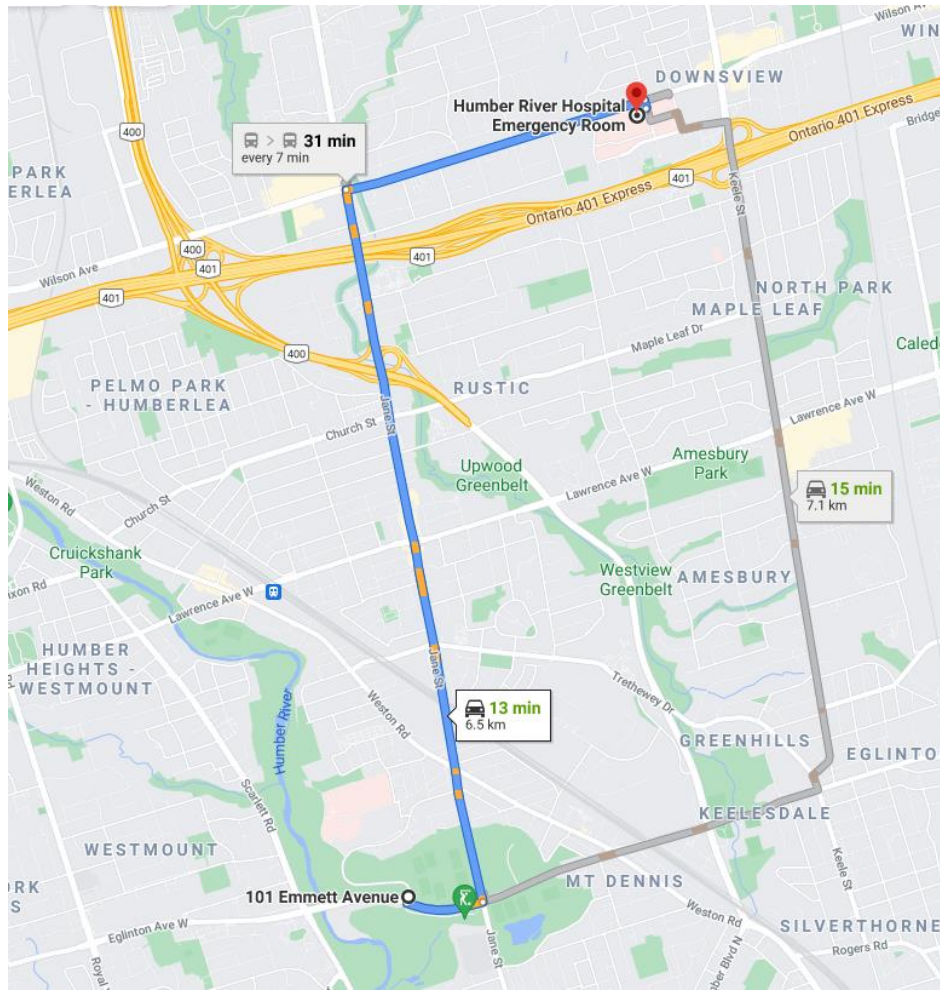 Wilson Av
WIN
400
DOWNSVIEW
Humber River Hospital
Emergency Room
31 min
every 7 min
Ontario 401 Express
Bridge
PARK
ERLEA
401
Ontario 401 Express
Keele St
400
401
401
Wilson Ave
401
NORTH PARK
MAPLE LEAF
Maple Leaf Dr
400
Caled
PELMO PARK
- HUMBERLEA
RUSTIC
Jane St
Church St
Lawrence Ave W
Amesbury
Park
Upwood
Greenbelt
Lawrence Ave W
Weston Rd
Church St
15 min
7.1 km
Cruickshank
Park
Westview
Greenbelt
AMESBURY
xon Rd
Lawrence Ave W
HUMBER
HEIGHTS -
WESTMOUNT
Jane St
Humber River
Weston Rd
Trethewey Dr
13 min
6.5 km
GREENHILLS
EGLINTO
Scarlett Rd
KEELESDALE
WESTMOUNT
Keele St
MT DENNIS
101 Emmett Avenue
ORK
S
Eglinton Ave W
Weston Rd
SILVERTHORNE
Jane St
Rogers Rd
Royal
mber Blvd N